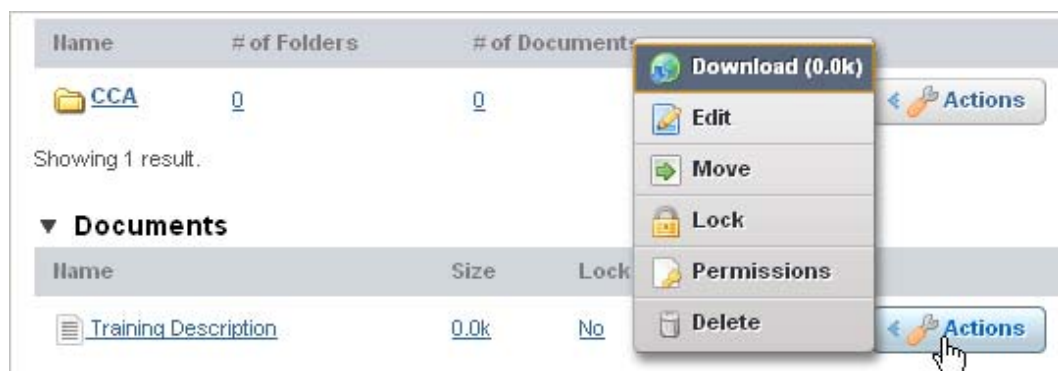 Name # of Folders # of Documents
CCA 0 0 Actions
Showing 1 result.
Documents
Name Size Lock
Training Description 0.0k No Actions
Download (0.0k)
Edit
Move
Lock
Permissions
Delete